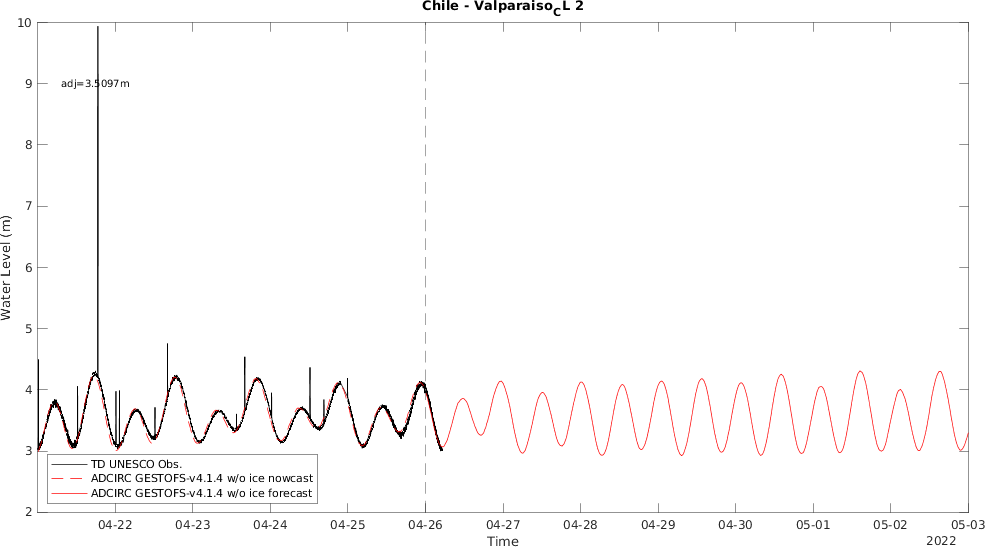 Chile - Valparaiso_CL 2
10
adj=3.5097m
9
8
7
6
5
4
3
2
Water Level (m)
TD UNESCO Obs.
ADCIRC GESTOFS-v4.1.4 w/o ice nowcast
ADCIRC GESTOFS-v4.1.4 w/o ice forecast
04-22 04-23 04-24 04-25 04-26 04-27 04-28 04-29 04-30 05-01 05-02 05-03
Time
2022